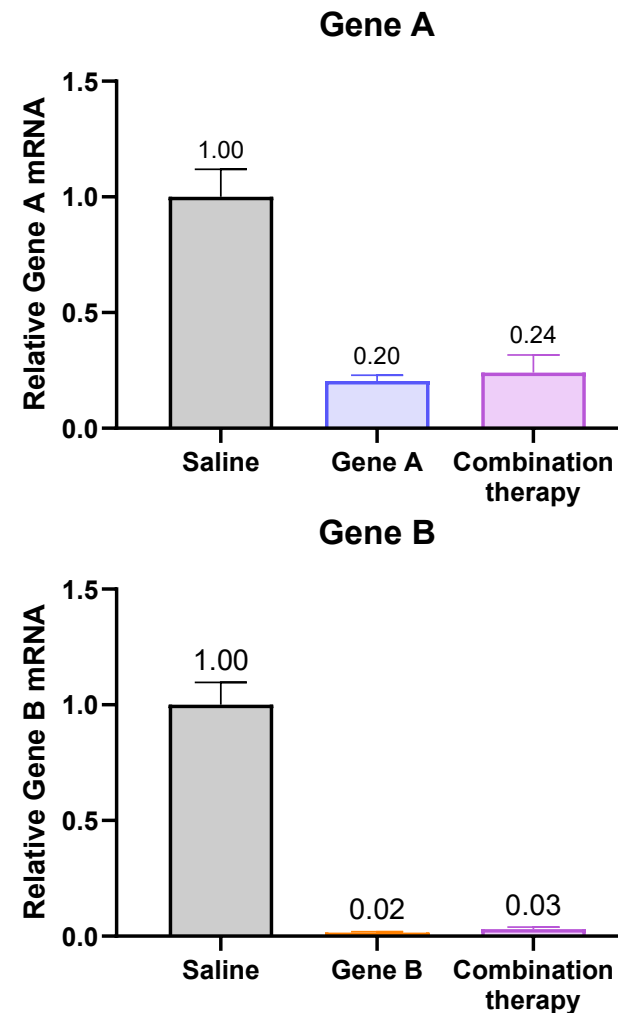 Gene A
Relative Gene A mRNA
1.5
1.0
0.5
0.0
1.00
0.20
0.24
Saline
Gene A
Combination
therapy
Gene B
Relative Gene B mRNA
1.5
1.0
0.5
0.0
1.00
0.02
0.03
Saline
Gene B
Combination
therapy